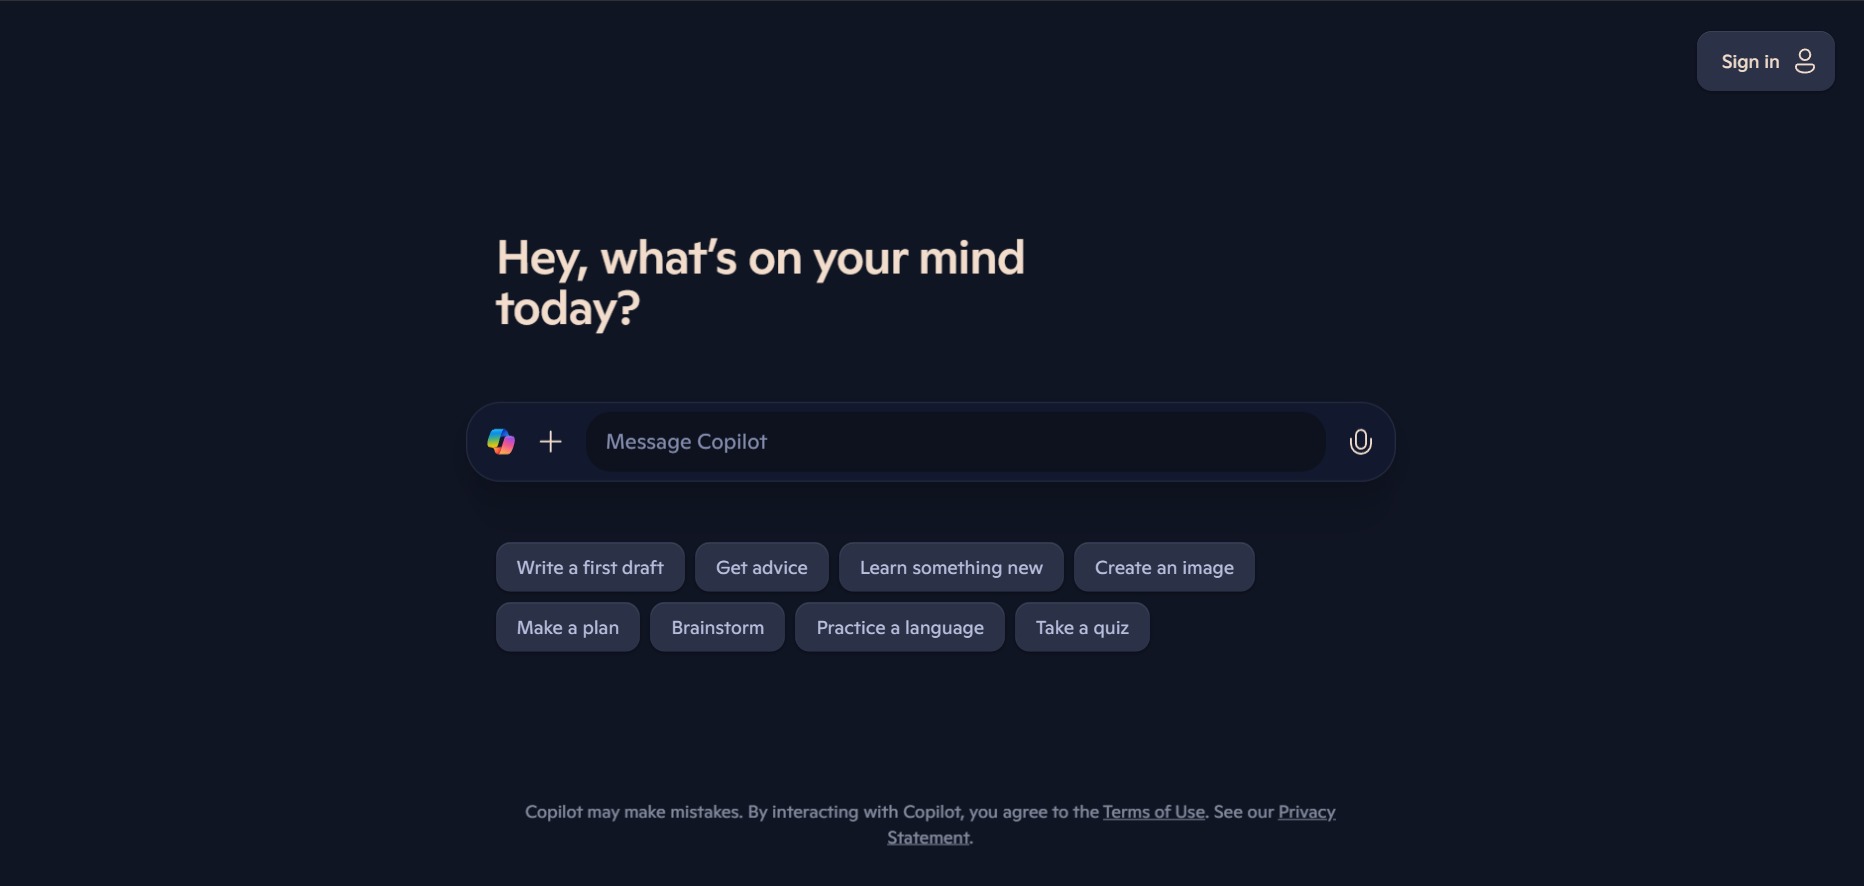 Sign in
Hey, what’s on your mind
today?
Message Copilot
Write a first draft
Get advice
Learn something new
Create an image
Make a plan
Brainstorm
Practice a language
Take a quiz
Copilot may make mistakes. By interacting with Copilot, you agree to the Terms of Use. See our Privacy
Statement.